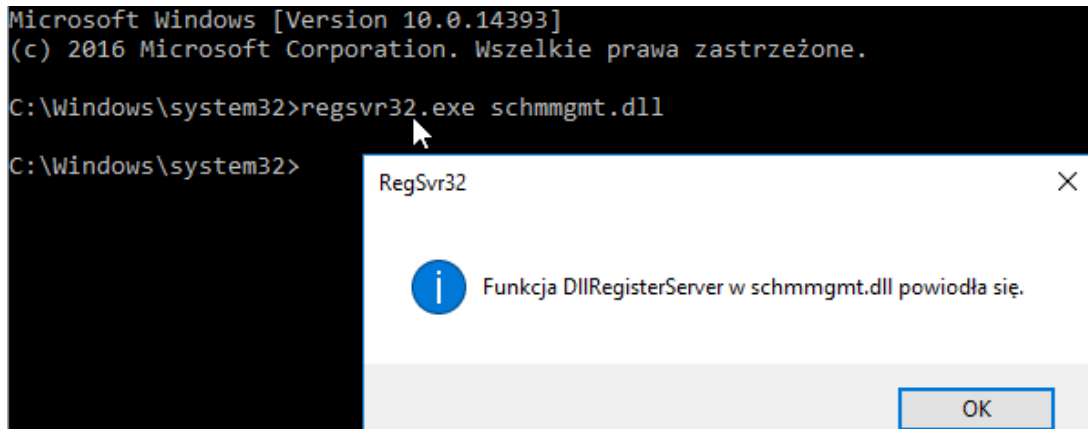 Microsoft Windows [Version 10.0.14393]
(c) 2016 Microsoft Corporation. Wszelkie prawa zastrzeżone.
C:\Windows\system32>regsvr32.exe schmmgmt.dll
C:\Windows\system32>
RegSvr32
Funkcja DllRegisterServer w schmmgmt.dll powiodła się.
OK